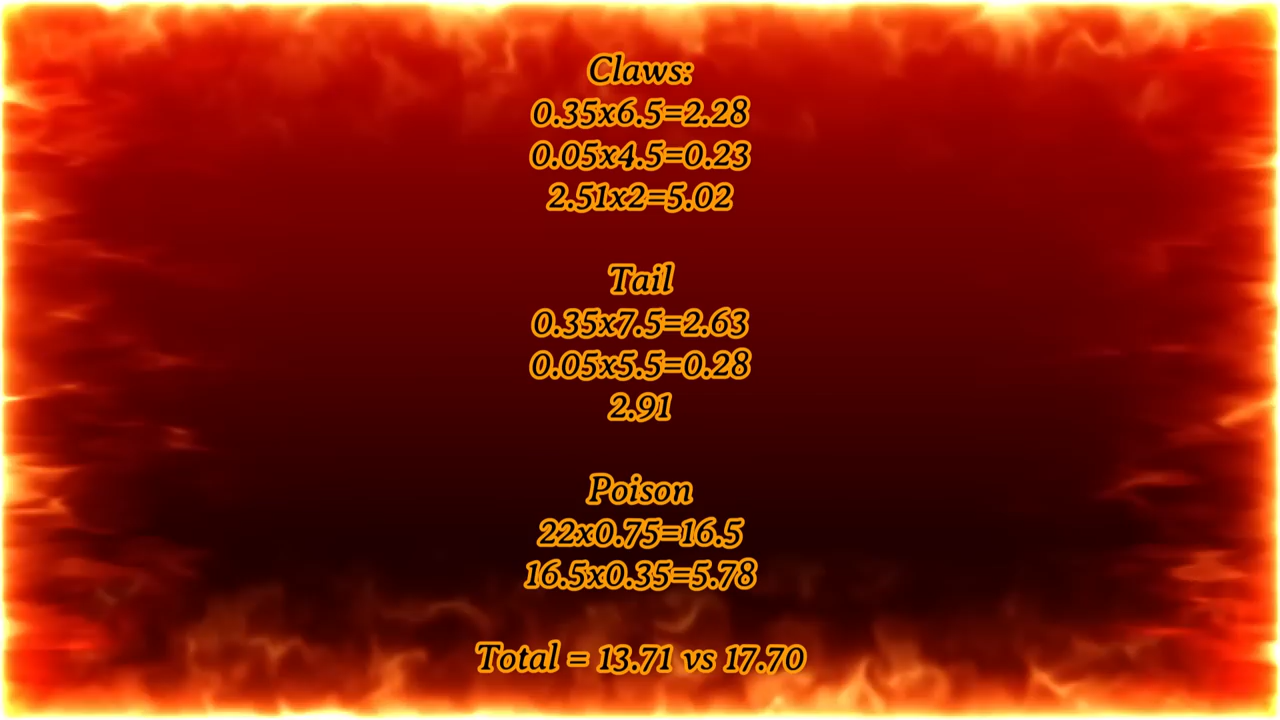 Claws:
0.35x6.5=2.28
0.05x4.5=0.23
2.51x2=5.02
Tail
0.35x7.5=2.63
0.05x5.5=0.28
2.91
Poison
22x0.75=16.5
16.5x0.35=5.78
Total = 13.71 vs 17.70